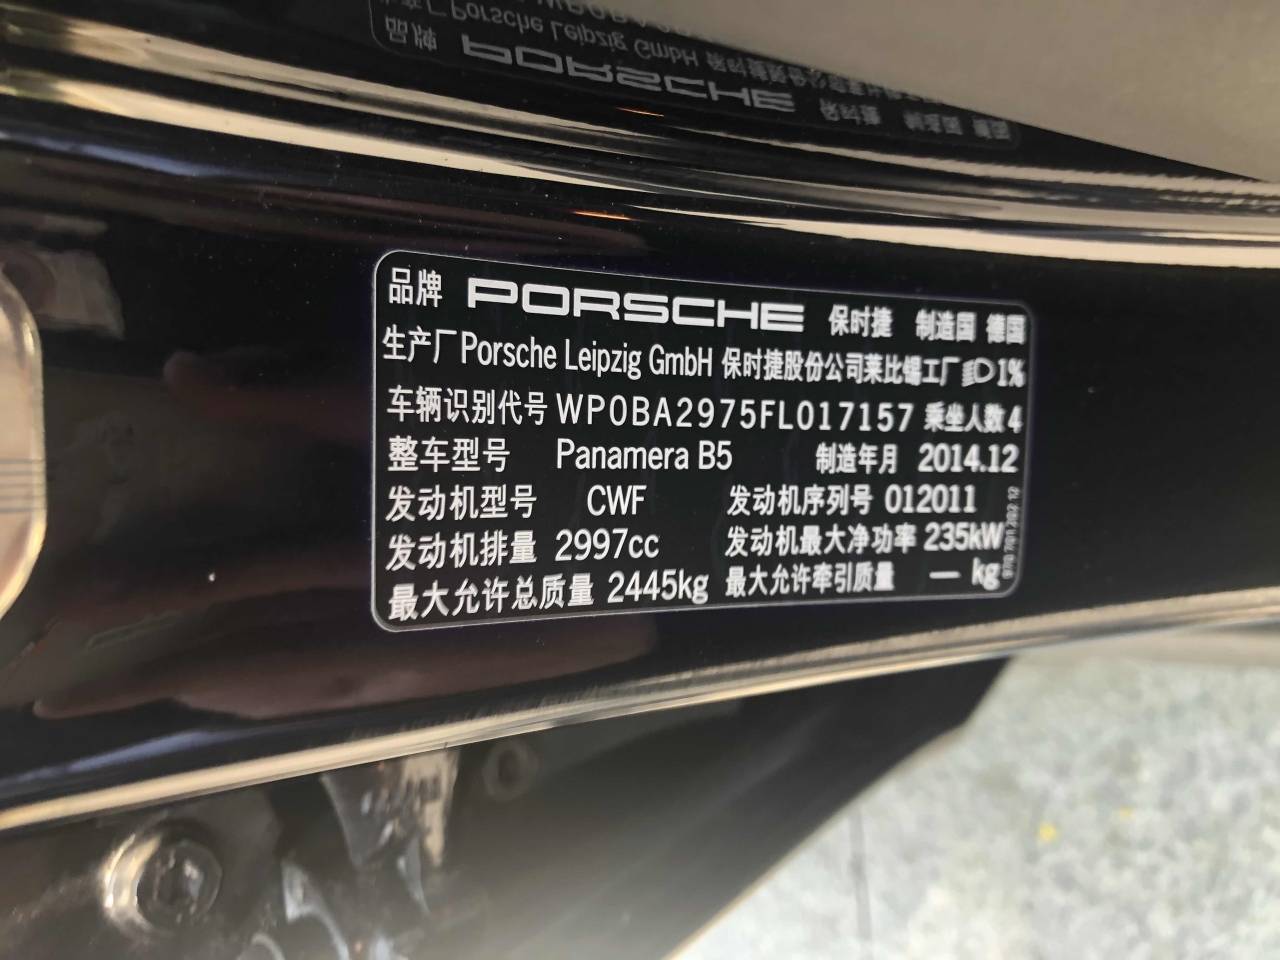 品牌 PORSCHE 保时捷 制造国 德国
生产厂 Porsche Leipzig GmbH 保时捷股份公司莱比锡工厂 1%
车辆识别代号 WP0BA2975FL017157 乘坐人数 4
整车型号 Panamera B5 制造年月 2014.12
发动机型号 CWF 发动机序列号 012011
发动机排量 2997cc 发动机最大净功率 235kW
最大允许总质量 2445kg 最大允许牵引质量 — kg